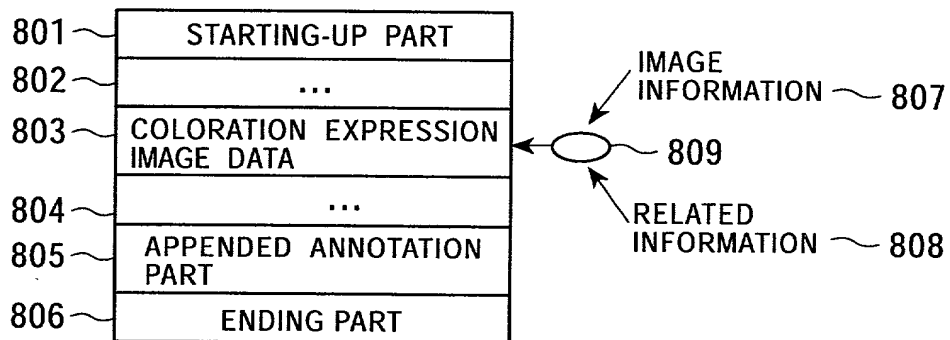 801 STARTING-UP PART
802 ...
IMAGE
INFORMATION 807
803 COLORATION EXPRESSION
IMAGE DATA
809
804 ...
RELATED
INFORMATION 808
805 APPENDED ANNOTATION
PART
806 ENDING PART